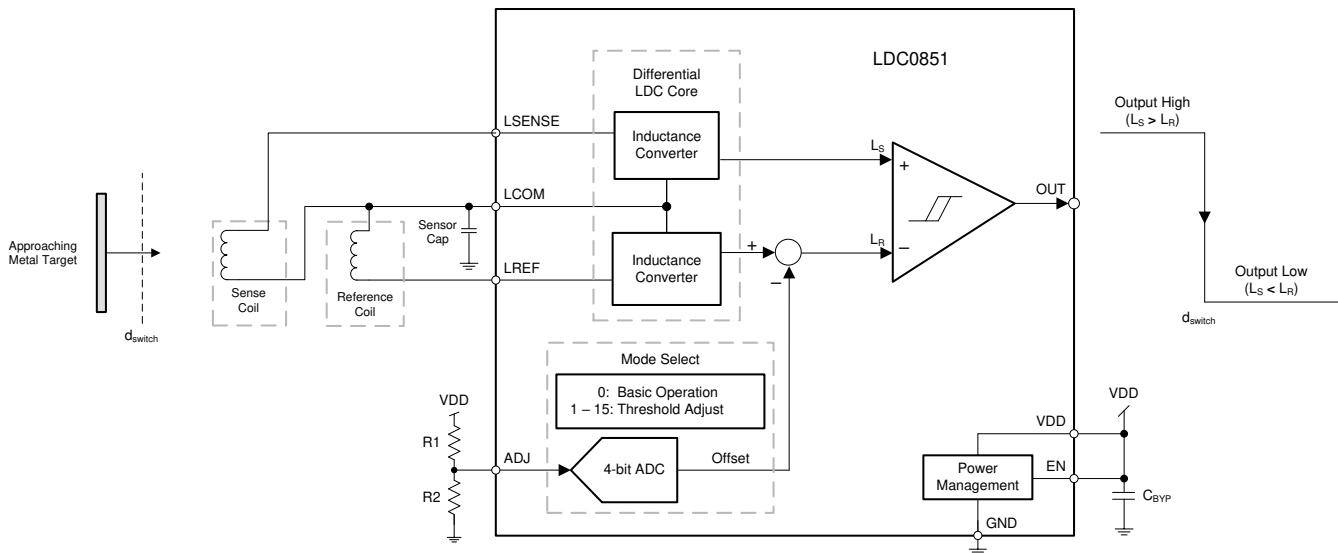 LDC0851
Differential
LDC Core
LSENSE
Inductance
Converter
LS
+
LCOM
Sensor
Cap
OUT
Output High
(LS > LR)
Approaching
Metal Target
dswitch
Sense
Coil
Reference
Coil
LREF
Inductance
Converter
+
−
LR
−
Output Low
(LS < LR)
dswitch
Mode Select
0: Basic Operation
1 – 15: Threshold Adjust
VDD
R1
R2
ADJ
4-bit ADC
Offset
VDD
VDD
EN
Power
Management
CBYP
GND